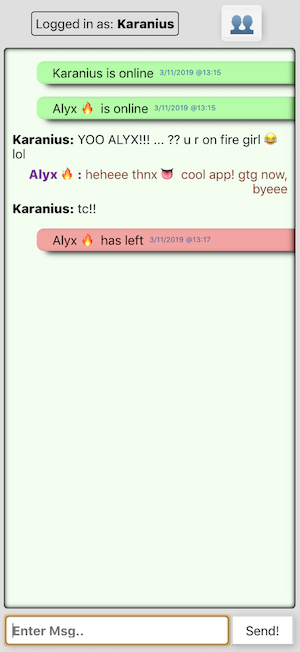 Logged in as: Karanius
Karanius is online 3/11/2019 @13:15
Alyx 🔥 is online 3/11/2019 @13:15
Karanius: YOO ALYX!!! ... ?? u r on fire girl 😂
lol
Alyx 🔥 : heheee thnx 👅 cool app! gtg now,
byeee
Karanius: tc!!
Alyx 🔥 has left 3/11/2019 @13:17
Enter Msg..
Send!